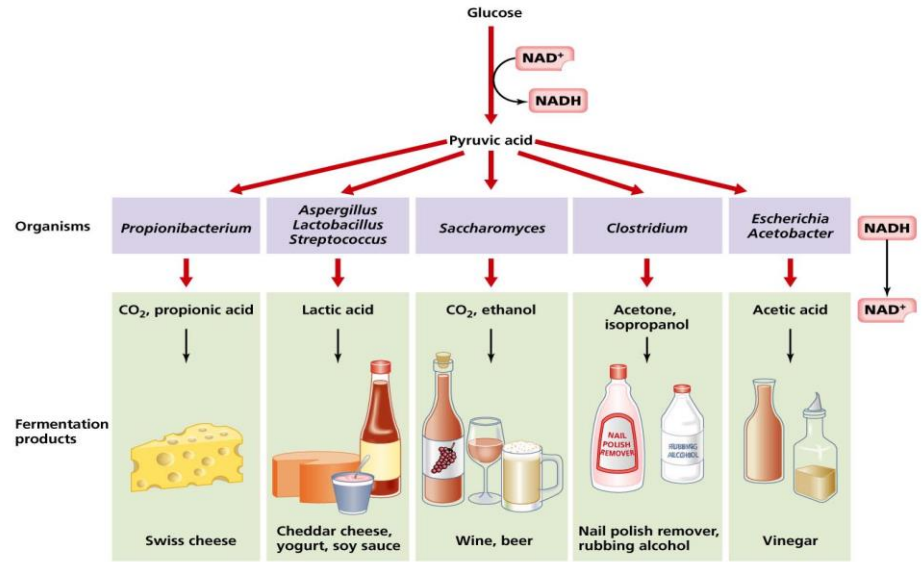 Glucose
NAD⁺
NADH
Pyruvic acid
Organisms
Propionibacterium
Aspergillus
Lactobacillus
Streptococcus
Saccharomyces
Clostridium
Escherichia
Acetobacter
NADH
NAD⁺
CO₂, propionic acid
Lactic acid
CO₂, ethanol
Acetone,
isopropanol
Acetic acid
Fermentation
products
NAIL
POLISH
REMOVER
RUBBING
ALCOHOL
Swiss cheese
Cheddar cheese,
yogurt, soy sauce
Wine, beer
Nail polish remover,
rubbing alcohol
Vinegar